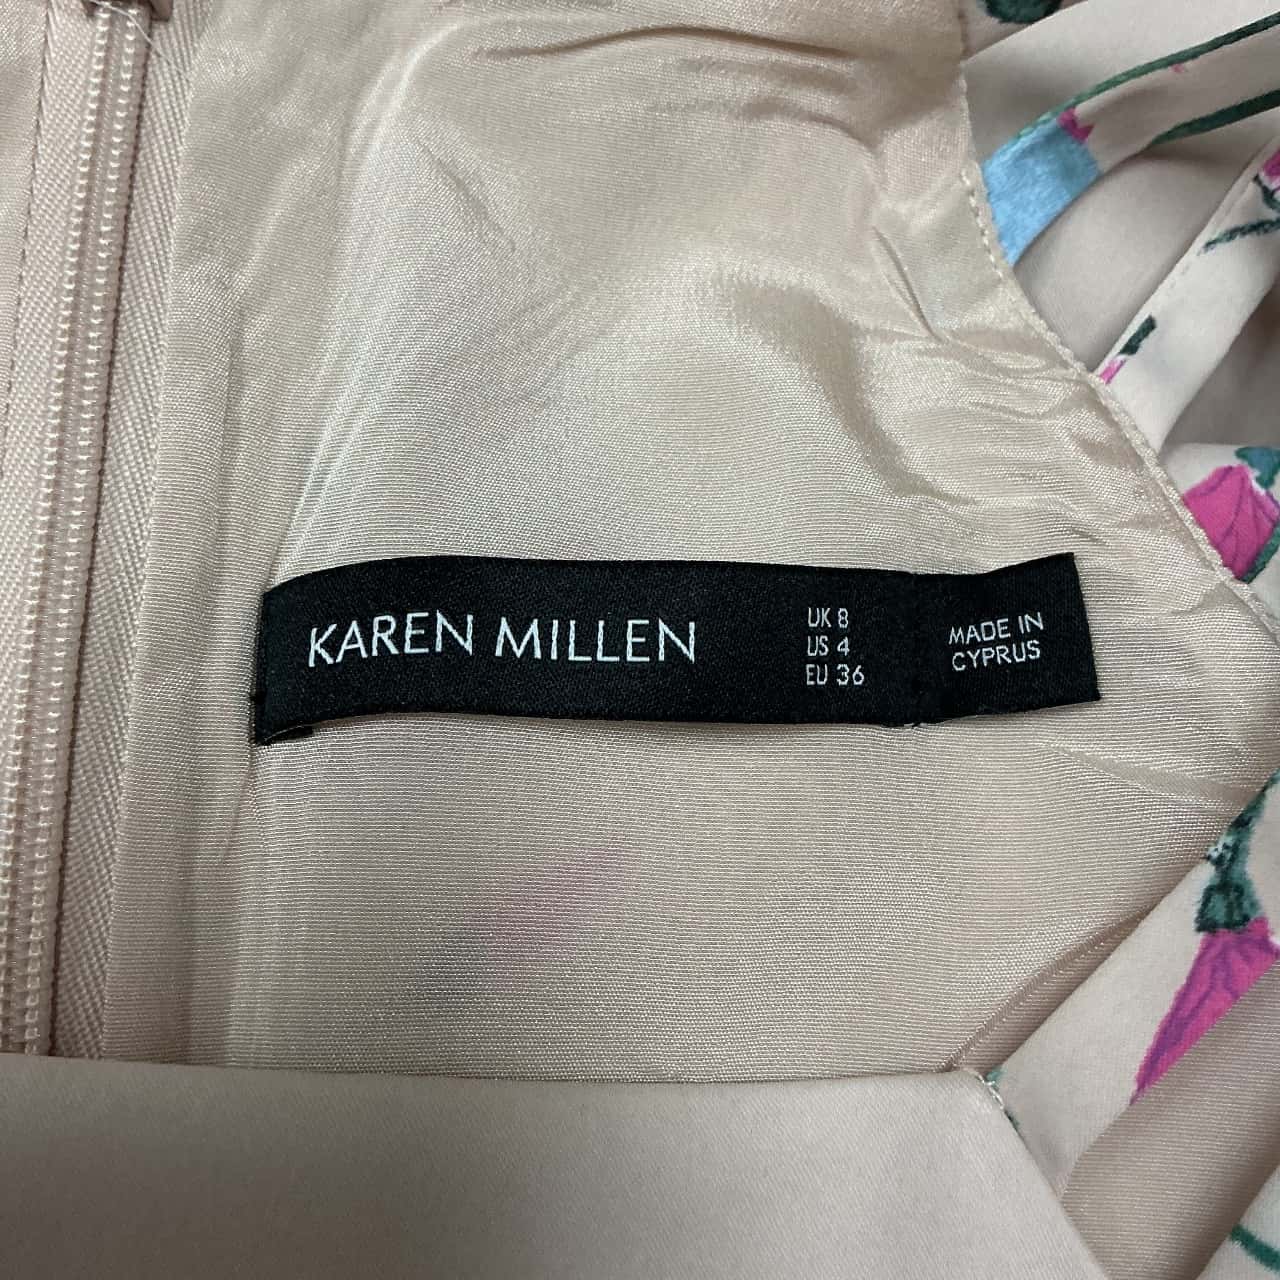 KAREN MILLEN
UK 8
US 4
EU 36
MADE IN
CYPRUS